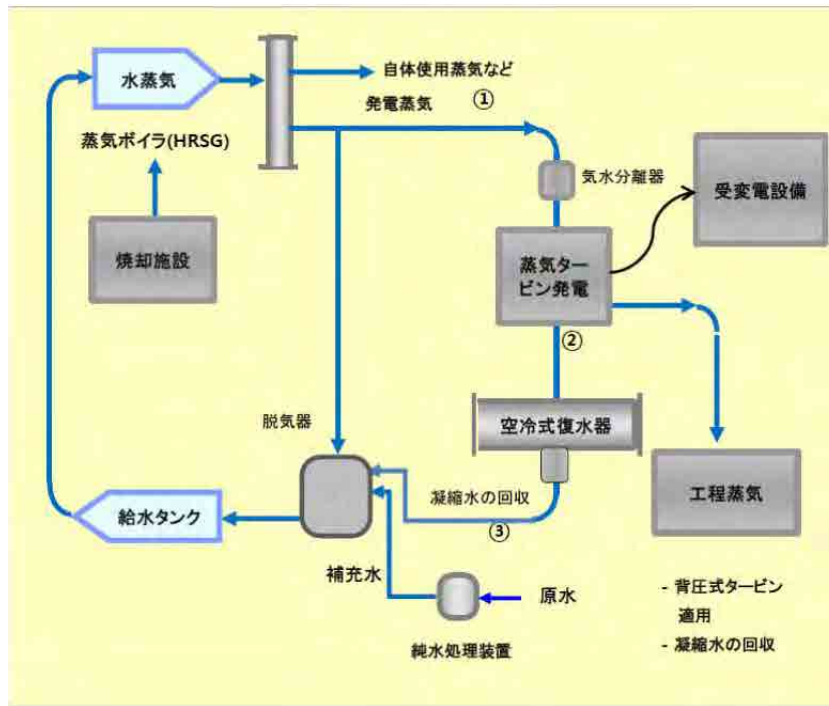 水蒸気
自体使用蒸気など
発電蒸気
①
蒸気ボイラ(HRSG)
気水分離器
受変電設備
焼却施設
蒸気ター
ビン発電
②
脱気器
空冷式復水器
凝縮水の回収
工程蒸気
給水タンク
③
補充水
原水
純水処理装置
- 背圧式タービン
適用
- 凝縮水の回収